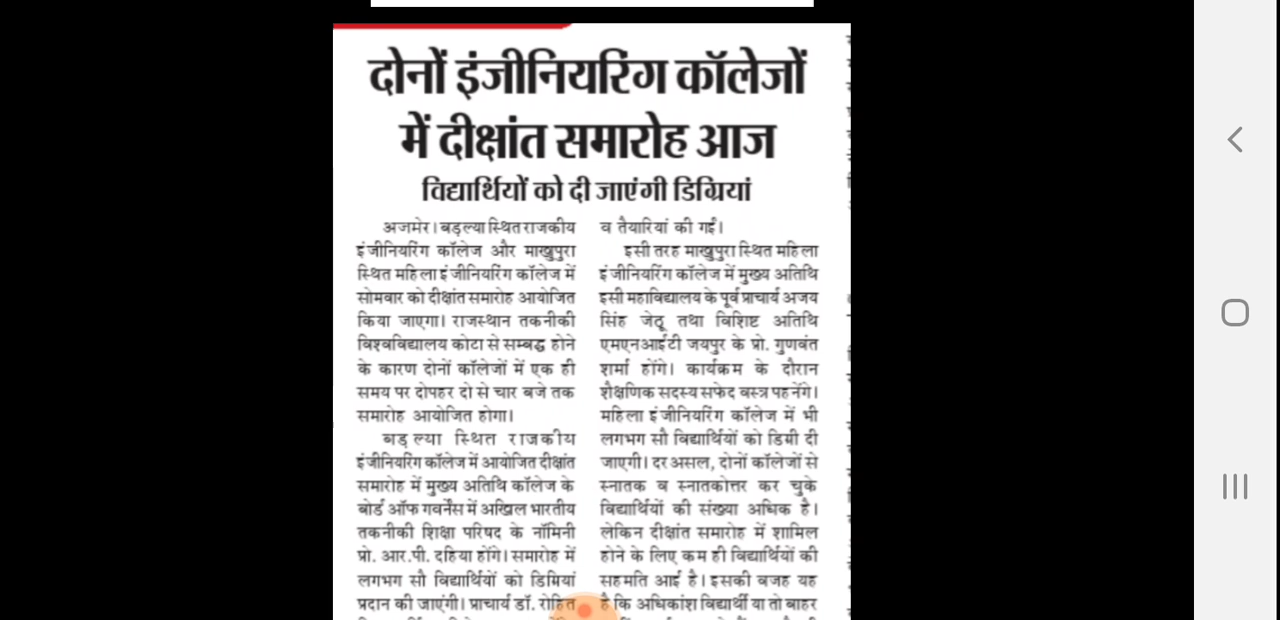 दोनों इंजीनियरिंग कॉलेजों
में दीक्षांत समारोह आज
विद्यार्थियों को दी जाएंगी डिग्रियां
अजमेर। बड़ल्या स्थित राजकीय
इंजीनियरिंग कॉलेज और माखुपुरा
स्थित महिला इंजीनियरिंग कॉलेज में
सोमवार को दीक्षांत समारोह आयोजित
किया जाएगा। राजस्थान तकनीकी
विश्वविद्यालय कोटा से सम्बद्ध होने
के कारण दोनों कॉलेजों में एक ही
समय पर दोपहर दो से चार बजे तक
समारोह आयोजित होगा।
बड़ल्या स्थित राजकीय
इंजीनियरिंग कॉलेज में आयोजित दीक्षांत
समारोह में मुख्य अतिथि कॉलेज के
बोर्ड ऑफ गवर्नेंस में अखिल भारतीय
तकनीकी शिक्षा परिषद के नॉमिनी
प्रो. आर.पी. दहिया होंगे। समारोह में
लगभग सौ विद्यार्थियों को डिग्रियां
प्रदान की जाएंगी। प्राचार्य डॉ. रोहित
व तैयारियां की गईं।
इसी तरह माखुपुरा स्थित महिला
इंजीनियरिंग कॉलेज में मुख्य अतिथि
इसी महाविद्यालय के पूर्व प्राचार्य अजय
सिंह जेठू तथा विशिष्ट अतिथि
एमएनआईटी जयपुर के प्रो. गुणवंत
शर्मा होंगे। कार्यक्रम के दौरान
शैक्षणिक सदस्य सफेद वस्त्र पहनेंगे।
महिला इंजीनियरिंग कॉलेज में भी
लगभग सौ विद्यार्थियों को डिग्री दी
जाएगी। दरअसल, दोनों कॉलेजों से
स्नातक व स्नातकोत्तर कर चुके
विद्यार्थियों की संख्या अधिक है।
लेकिन दीक्षांत समारोह में शामिल
होने के लिए कम ही विद्यार्थियों की
सहमति आई है। इसकी वजह यह
है कि अधिकांश विद्यार्थी या तो बाहर